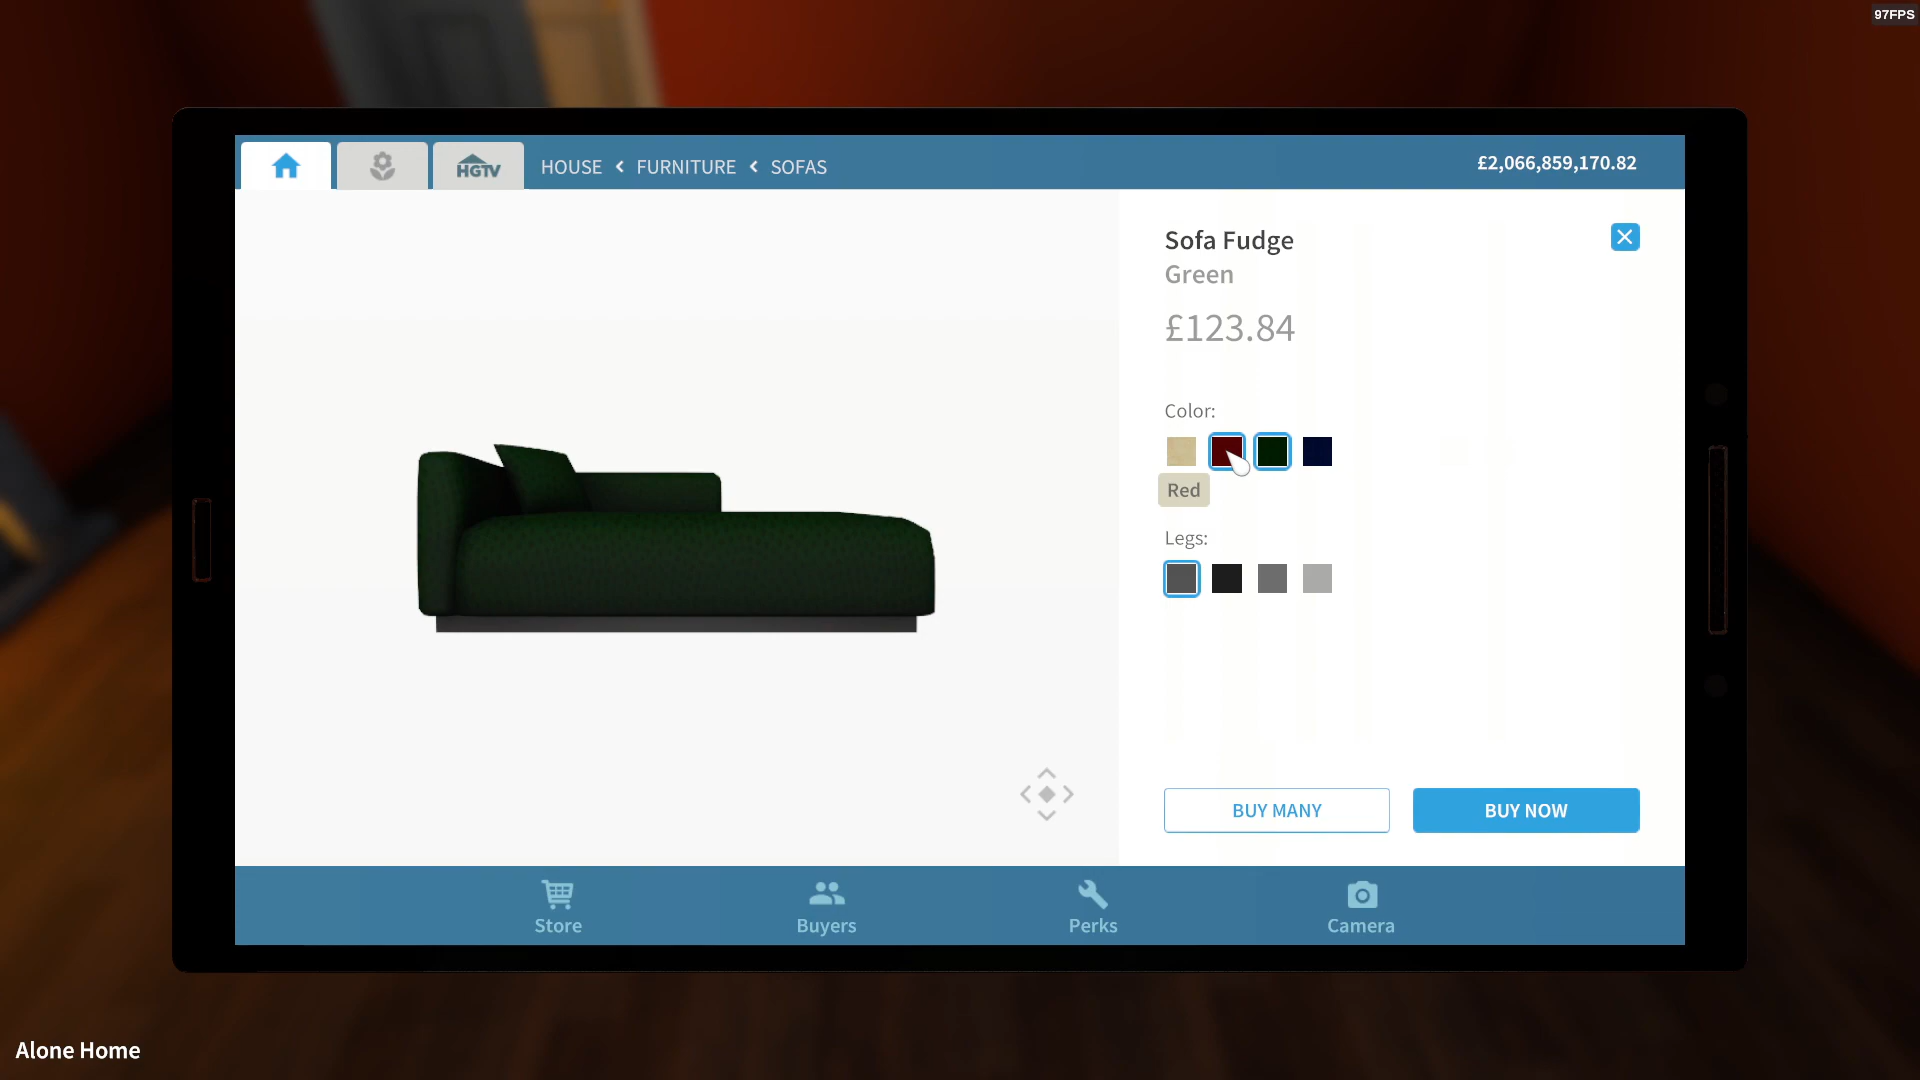 97FPS
HGTV
HOUSE < FURNITURE < SOFAS
£2,066,859,170.82
Sofa Fudge
Green
£123.84
Color:
Red
Legs:
BUY MANY
BUY NOW
Store
Buyers
Perks
Camera
Alone Home